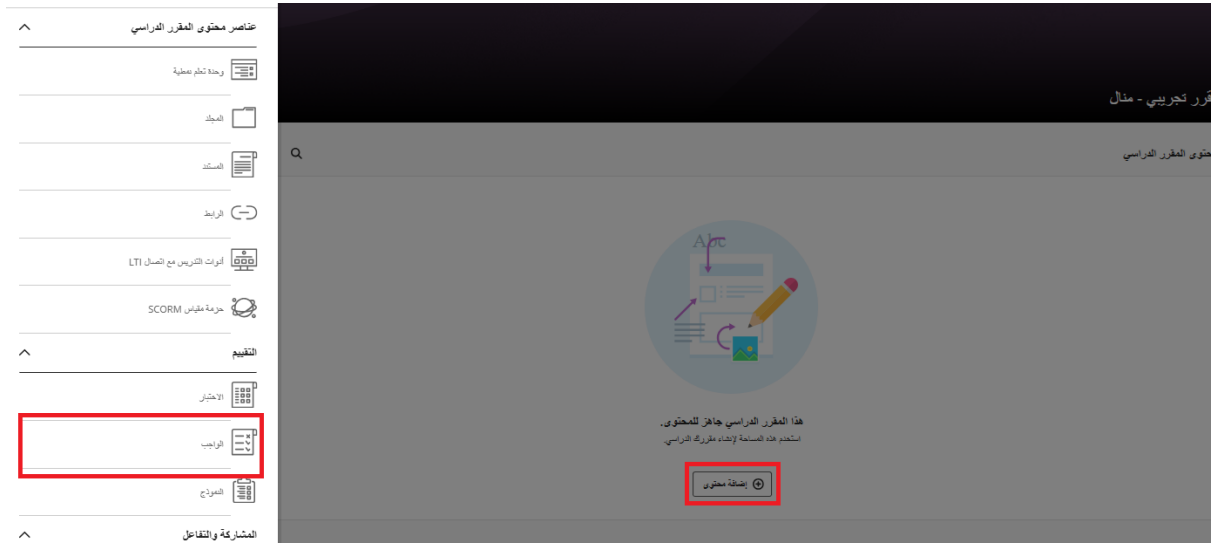 عناصر محتوى المقرر الدراسي
وحدة تعلم نمطية
المجلد
المستند
الرابط
أدوات التدريس مع اتصال LTI
حزمة مقياس SCORM
التقييم
الاختبار
الواجب
النموذج
المشاركة والتفاعل
قرر تجريبي - منال
حتوى المقرر الدراسي
Abc
هذا المقرر الدراسي جاهز للمحتوى.
استخدم هذه المساحة لإنشاء مقررك الدراسي.
إضافة محتوى